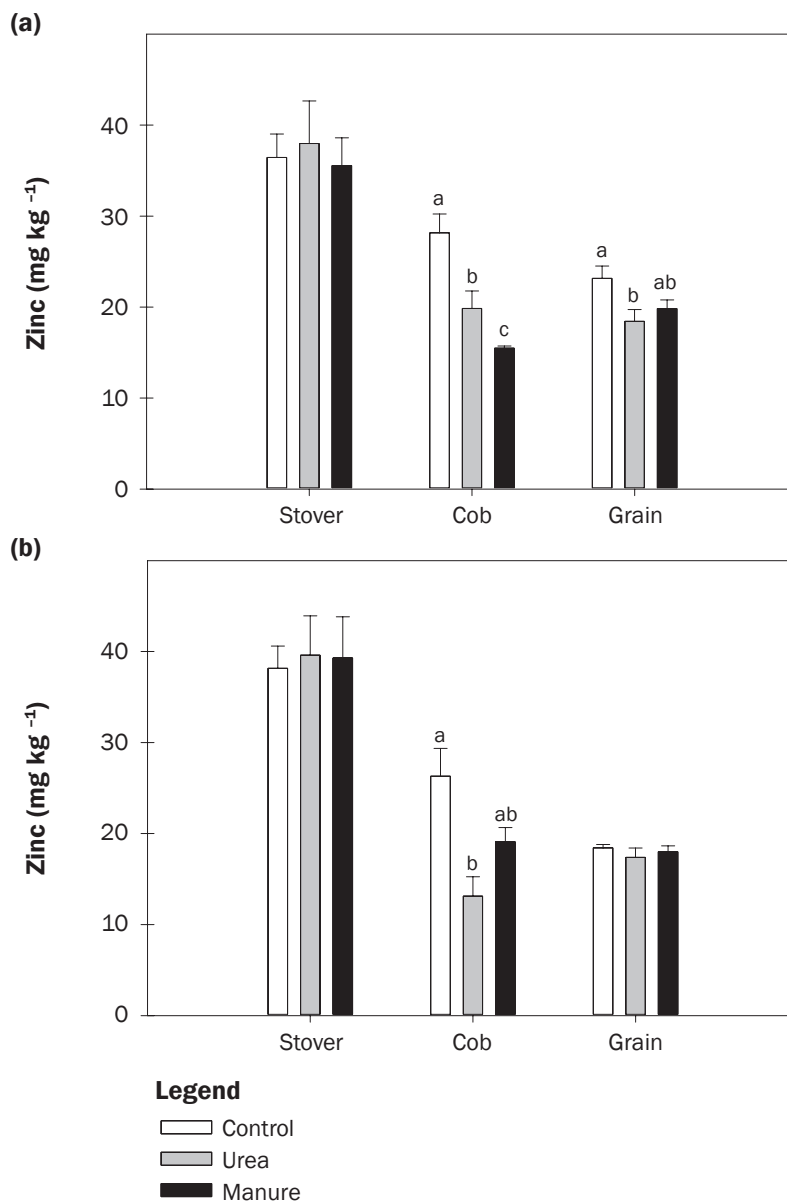 (a)
Zinc (mg kg⁻¹)
40
30
20
10
0
a
b
c
a
b
ab
Stover Cob Grain
(b)
Zinc (mg kg⁻¹)
40
30
20
10
0
a
b
ab
Stover Cob Grain
Legend
Control
Urea
Manure